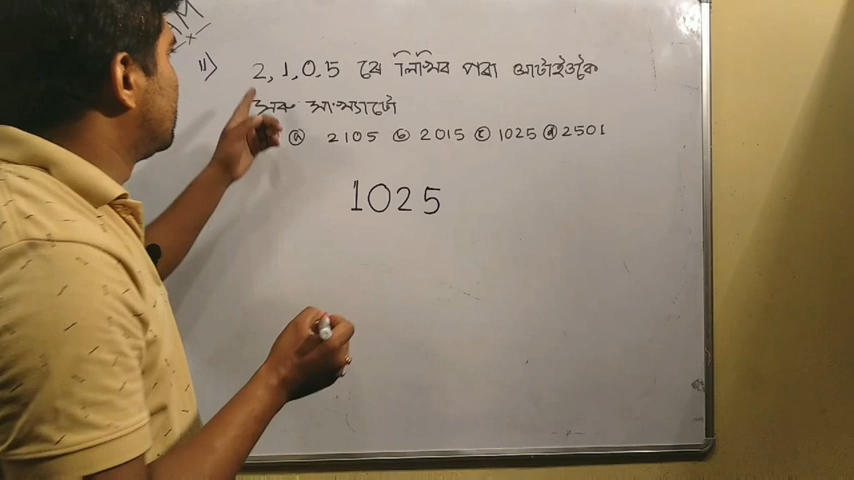 11) 2, 1, 0, 5 ৰে লিখিব পৰা আটাইতকৈ
সৰু সংখ্যাটো
ⓐ 2105 ⓑ 2015 ⓒ 1025 ⓓ 2501
1025